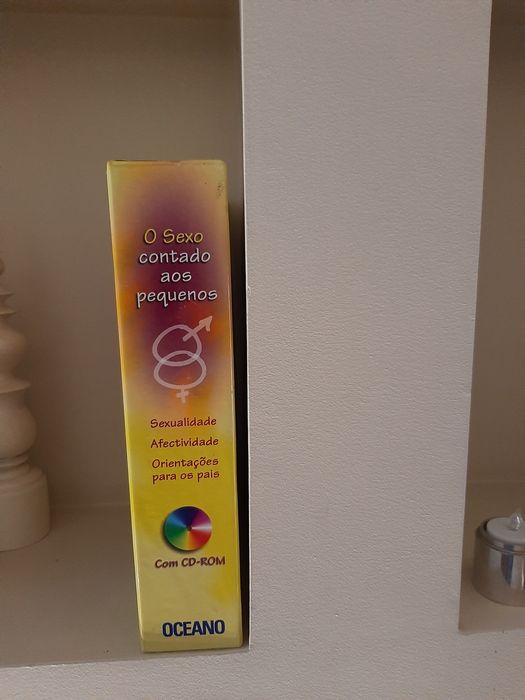 O Sexo
contado
aos
pequenos
Sexualidade
Afectividade
Orientações
para os pais
Com CD-ROM
OCEANO